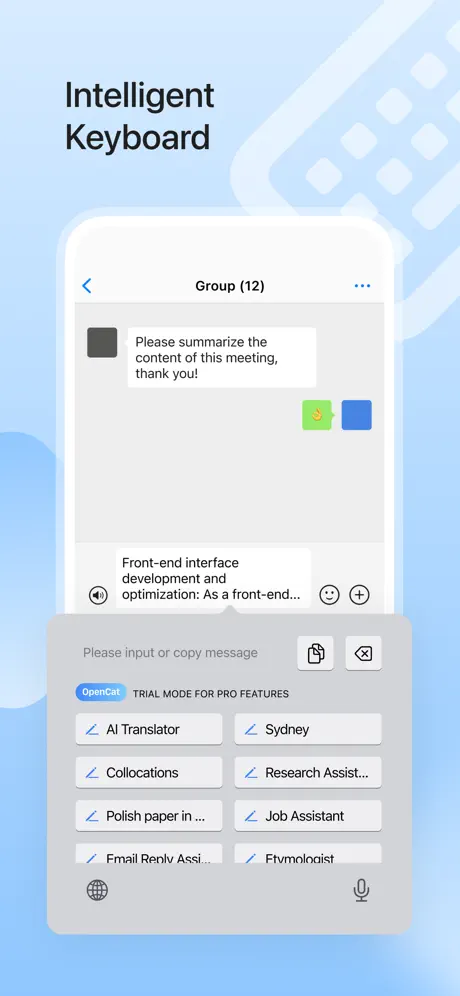 Intelligent
Keyboard
Group (12)
Please summarize the
content of this meeting,
thank you!
Front-end interface
development and
optimization: As a front-end...
Please input or copy message
OpenCat TRIAL MODE FOR PRO FEATURES
AI Translator
Sydney
Collocations
Research Assist...
Polish paper in ...
Job Assistant
Email Reply Assi...
Etymologist